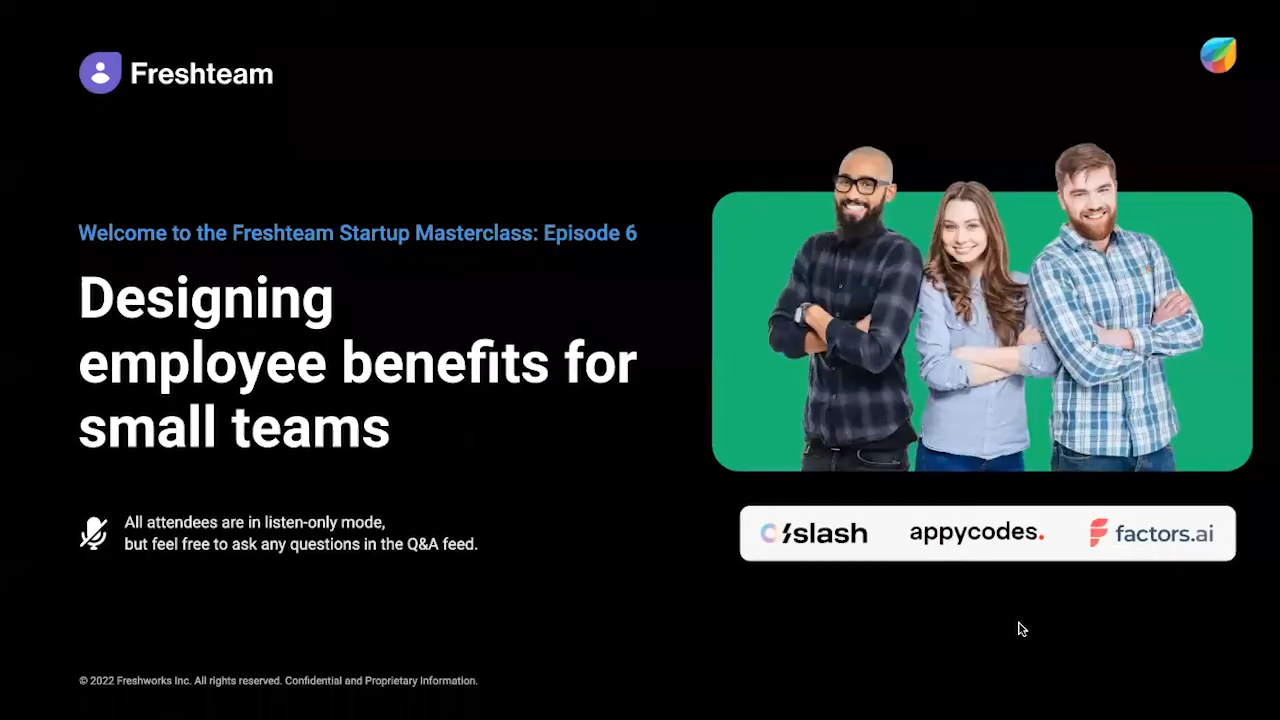 Freshteam
Welcome to the Freshteam Startup Masterclass: Episode 6
Designing
employee benefits for
small teams
All attendees are in listen-only mode,
but feel free to ask any questions in the Q&A feed.
/slash
appycodes.
factors.ai
© 2022 Freshworks Inc. All rights reserved. Confidential and Proprietary Information.